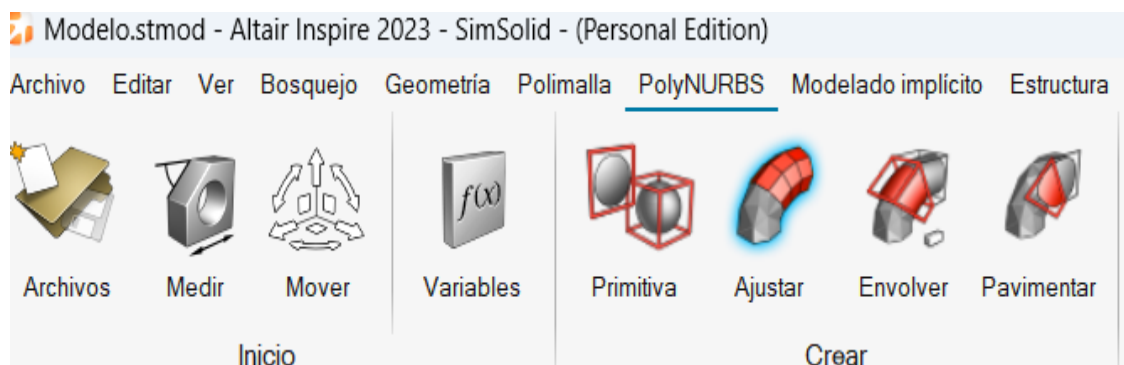 Modelo.stmod - Altair Inspire 2023 - SimSolid - (Personal Edition)
Archivo Editar Ver Bosquejo Geometría Polimalla PolyNURBS Modelado implícito Estructura
f(x)
Archivos Medir Mover Variables Primitiva Ajustar Envolver Pavimentar
Inicio Crear